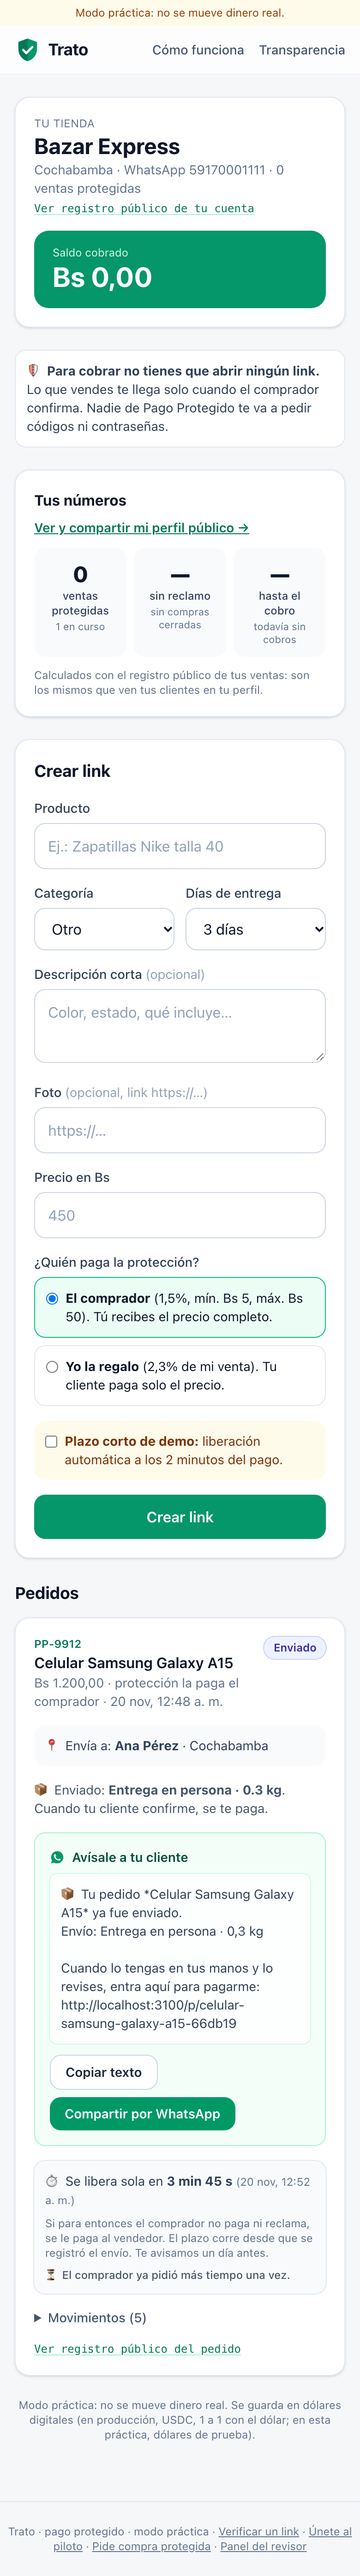 Modo práctica: no se mueve dinero real.
Trato
Cómo funciona
Transparencia
TU TIENDA
Bazar Express
Cochabamba · WhatsApp 59170001111 · 0
ventas protegidas
Ver registro público de tu cuenta
Saldo cobrado
Bs 0,00
Para cobrar no tienes que abrir ningún link.
Lo que vendes te llega solo cuando el comprador
confirma. Nadie de Pago Protegido te va a pedir
códigos ni contraseñas.
Tus números
Ver y compartir mi perfil público →
0
ventas
protegidas
1 en curso
—
sin reclamo
sin compras
cerradas
—
hasta el
cobro
todavía sin
cobros
Calculados con el registro público de tus ventas: son
los mismos que ven tus clientes en tu perfil.
Crear link
Producto
Ej.: Zapatillas Nike talla 40
Categoría
Días de entrega
Otro
3 días
Descripción corta (opcional)
Color, estado, qué incluye...
Foto (opcional, link https://...)
https://...
Precio en Bs
450
¿Quién paga la protección?
El comprador (1,5%, mín. Bs 5, máx. Bs
50). Tú recibes el precio completo.
Yo la regalo (2,3% de mi venta). Tu
cliente paga solo el precio.
Plazo corto de demo: liberación
automática a los 2 minutos del pago.
Crear link
Pedidos
PP-9912
Enviado
Celular Samsung Galaxy A15
Bs 1.200,00 · protección la paga el
comprador · 20 nov, 12:48 a. m.
Envía a: Ana Pérez · Cochabamba
Enviado: Entrega en persona · 0.3 kg.
Cuando tu cliente confirme, se te paga.
Avísale a tu cliente
Tu pedido *Celular Samsung Galaxy
A15* ya fue enviado.
Envío: Entrega en persona · 0,3 kg
Cuando lo tengas en tus manos y lo
revises, entra aquí para pagarme:
http://localhost:3100/p/celular-
samsung-galaxy-a15-66db19
Copiar texto
Compartir por WhatsApp
Se libera sola en 3 min 45 s (20 nov, 12:52
a. m.)
Si para entonces el comprador no paga ni reclama,
se le paga al vendedor. El plazo corre desde que se
registró el envío. Te avisamos un día antes.
El comprador ya pidió más tiempo una vez.
Movimientos (5)
Ver registro público del pedido
Modo práctica: no se mueve dinero real. Se guarda en dólares
digitales (en producción, USDC, 1 a 1 con el dólar; en esta
práctica, dólares de prueba).
Trato · pago protegido · modo práctica · Verificar un link · Únete al
piloto · Pide compra protegida · Panel del revisor